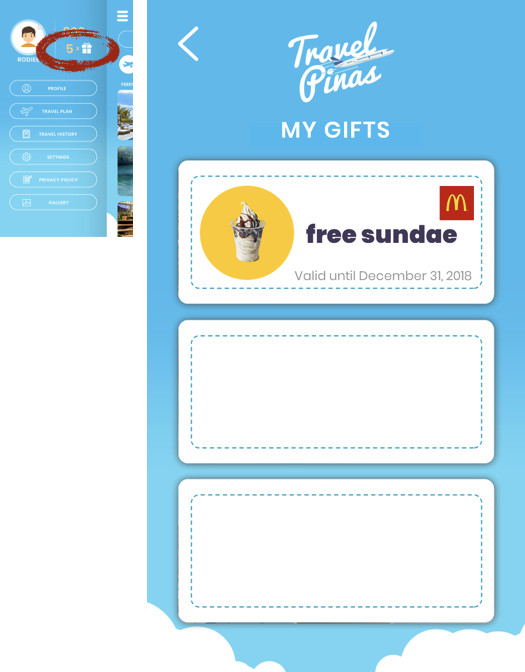 5 x
PROFILE
TRAVEL PLAN
TRAVEL HISTORY
SETTINGS
PRIVACY POLICY
GALLERY
Travel
Pinas
MY GIFTS
free sundae
Valid until December 31, 2018